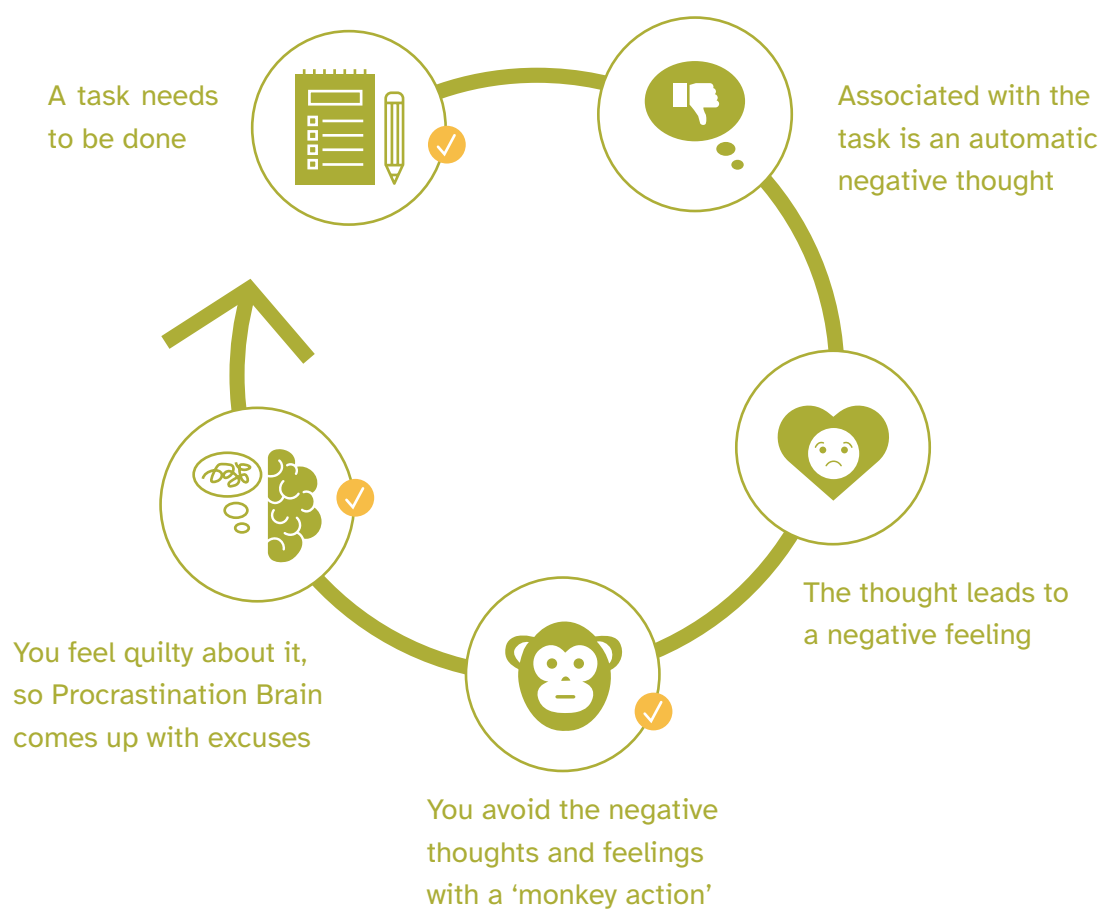 A task needs
to be done
Associated with the
task is an automatic
negative thought
The thought leads to
a negative feeling
You avoid the negative
thoughts and feelings
with a ‘monkey action’
You feel quilty about it,
so Procrastination Brain
comes up with excuses